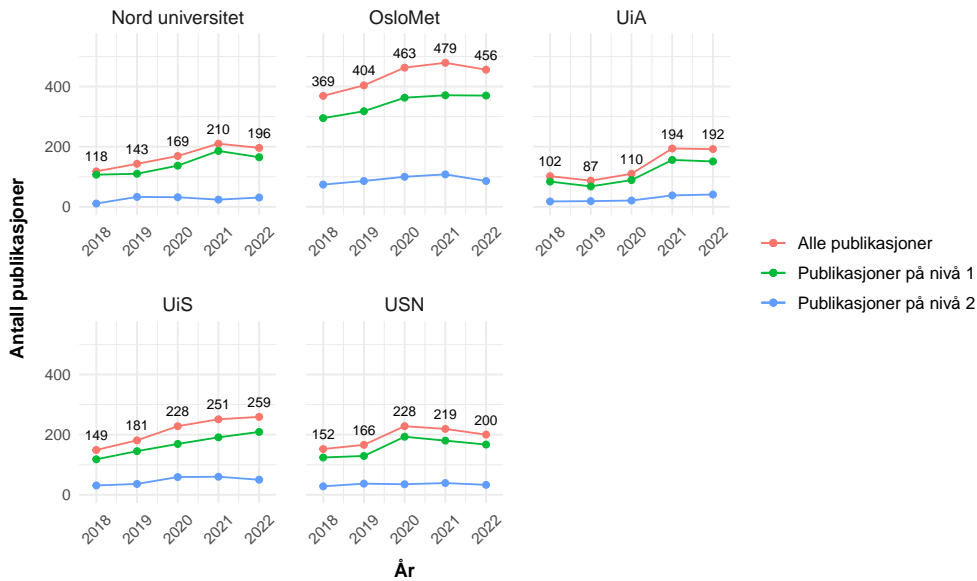 Nord universitet
OsloMet
UiA
118 143 169 210 196
369 404 463 479 456
102 87 110 194 192
400
200
0
2018 2019 2020 2021 2022
2018 2019 2020 2021 2022
2018 2019 2020 2021 2022
UiS
USN
149 181 228 251 259
152 166 228 219 200
400
200
0
2018 2019 2020 2021 2022
2018 2019 2020 2021 2022
Antall publikasjoner
År
Alle publikasjoner
Publikasjoner på nivå 1
Publikasjoner på nivå 2